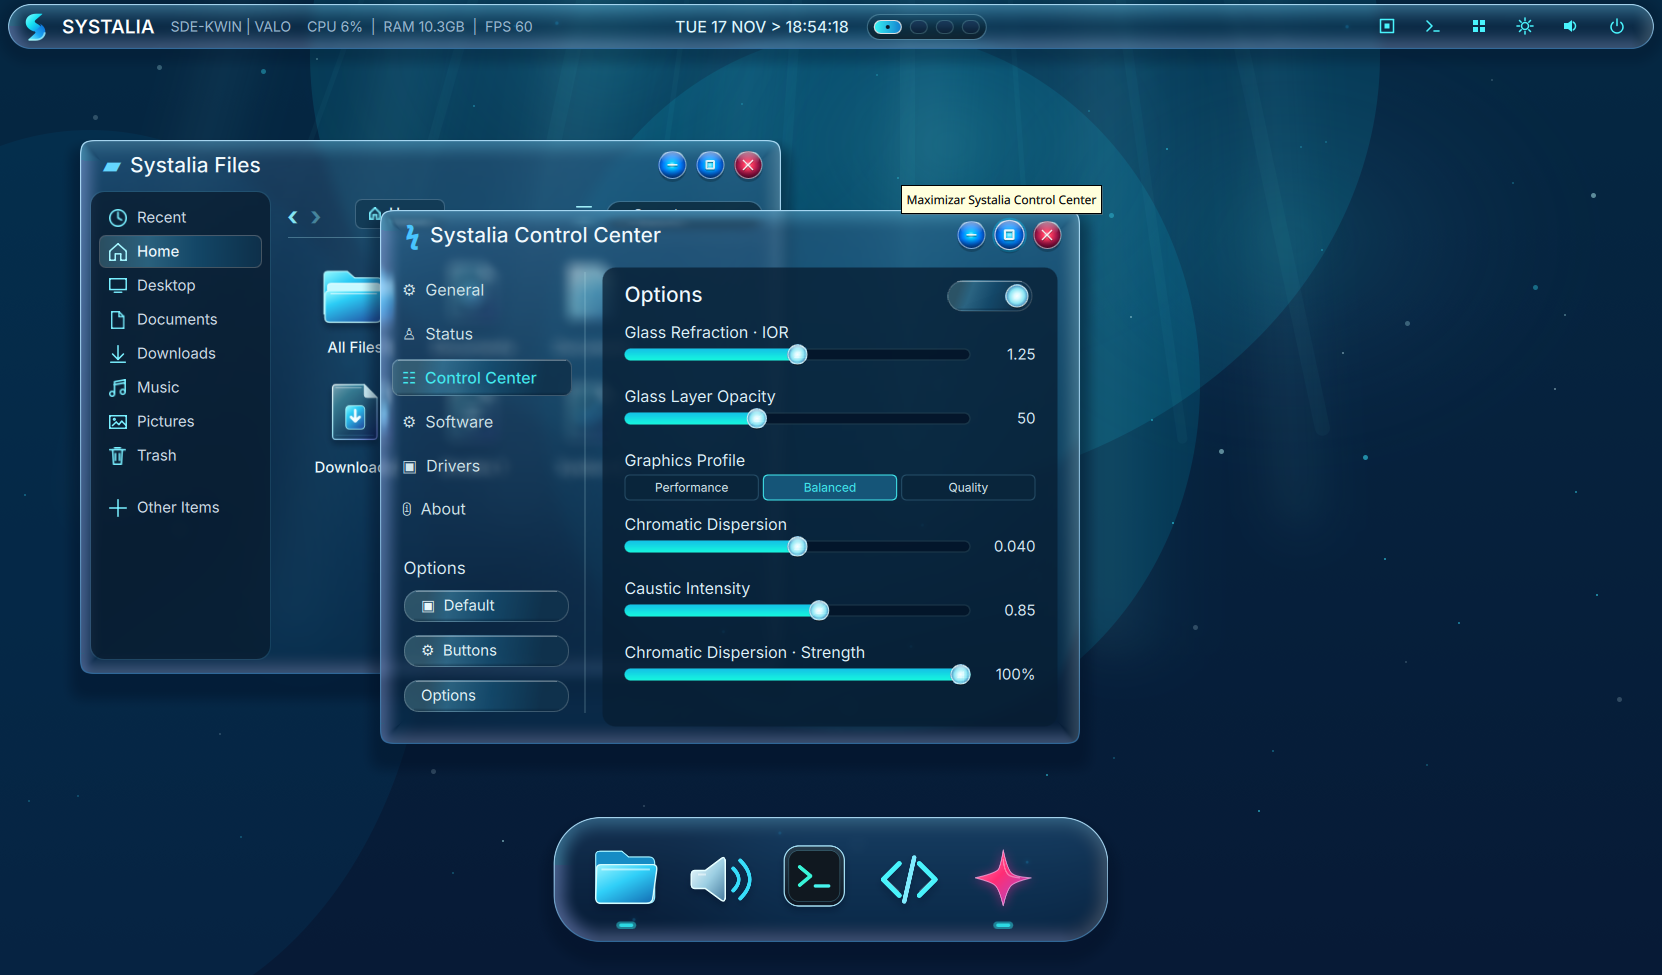 SYSTALIA SDE-KWIN | VALO CPU 6% | RAM 10.3GB | FPS 60 TUE 17 NOV > 18:54:18
Systalia Files
Recent
Home
Desktop
Documents
Downloads
Music
Pictures
Trash
Other Items
All Files
Downloa
Maximizar Systalia Control Center
Systalia Control Center
General
Status
Control Center
Software
Drivers
About
Options
Default
Buttons
Options
Options
Glass Refraction · IOR
1.25
Glass Layer Opacity
50
Graphics Profile
Performance Balanced Quality
Chromatic Dispersion
0.040
Caustic Intensity
0.85
Chromatic Dispersion · Strength
100%